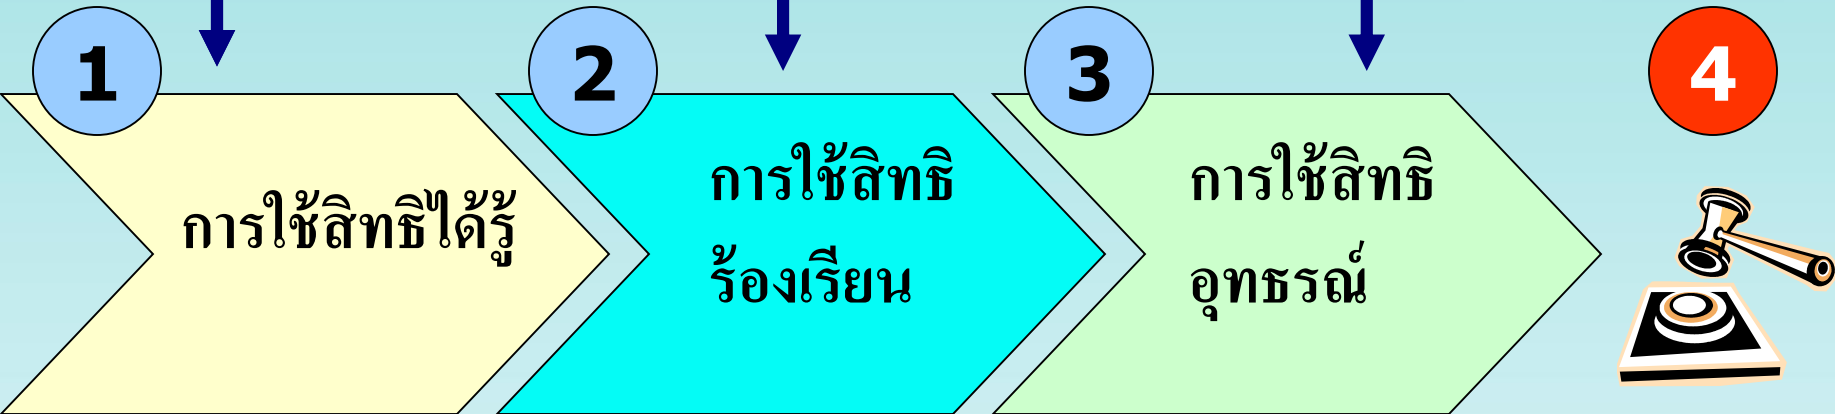 1
การใช้สิทธิได้รู้
2
การใช้สิทธิ
ร้องเรียน
3
การใช้สิทธิ
อุทธรณ์
4